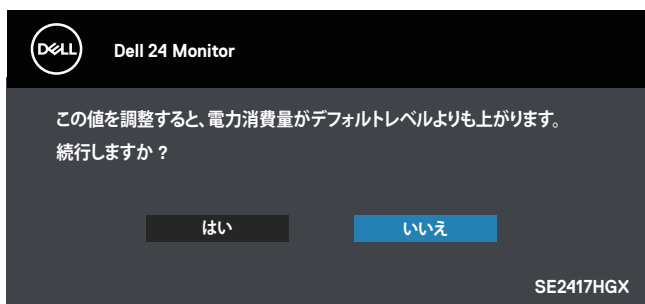 DELL
Dell 24 Monitor
この値を調整すると、電力消費量がデフォルトレベルよりも上がります。
続行しますか ?
はい
いいえ
SE2417HGX